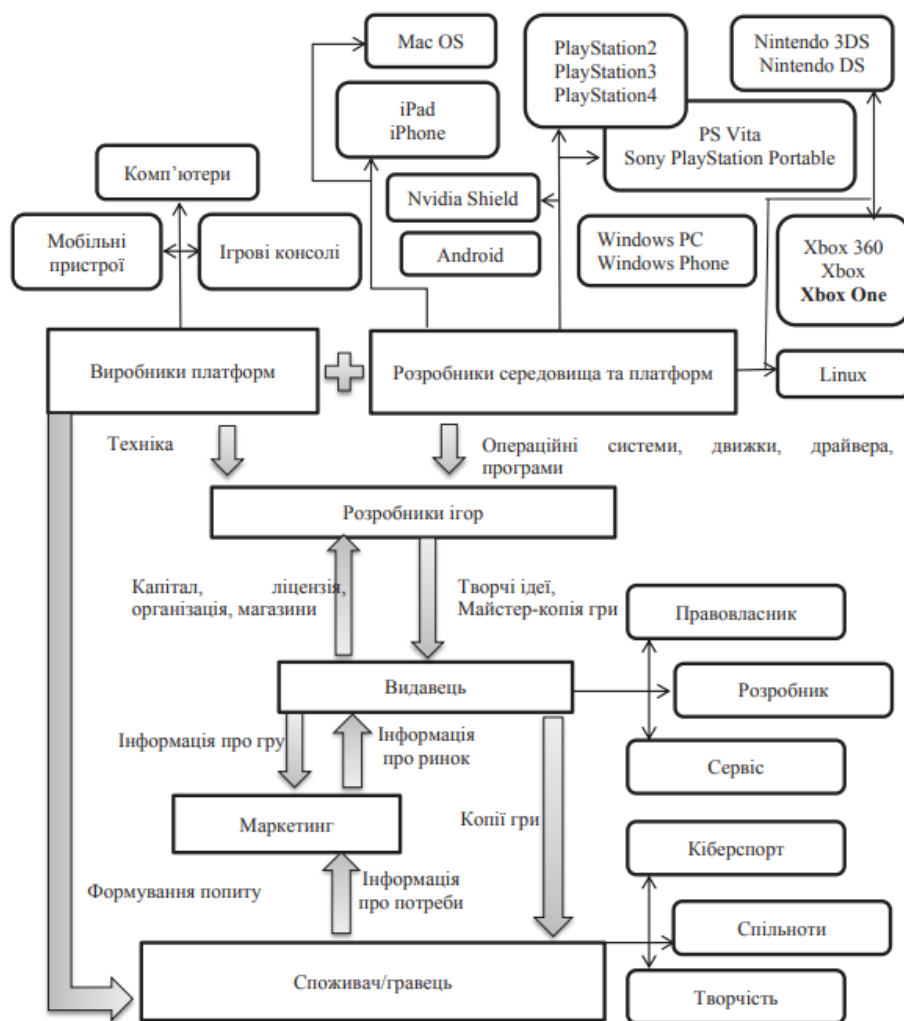 Mac OS
PlayStation2
PlayStation3
PlayStation4
Nintendo 3DS
Nintendo DS
iPad
iPhone
PS Vita
Sony PlayStation Portable
Комп’ютери
Nvidia Shield
Мобільні
пристрої
Ігрові консолі
Android
Windows PC
Windows Phone
Xbox 360
Xbox
Xbox One
Виробники платформ
Розробники середовища та платформ
Linux
Техніка
Операційні системи, движки, драйвера,
програми
Розробники ігор
Капітал, ліцензія,
організація, магазини
Творчі ідеї,
Майстер-копія гри
Правовласник
Видавець
Розробник
Інформація про гру
Інформація
про ринок
Сервіс
Маркетинг
Копії гри
Кіберспорт
Формування попиту
Інформація
про потреби
Спільноти
Споживач/гравець
Творчість